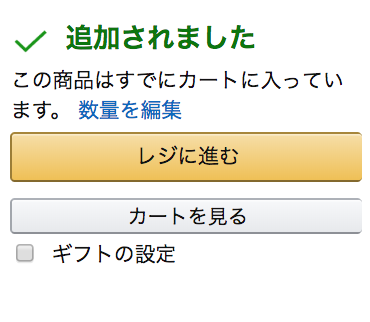 追加されました
この商品はすでにカートに入ってい
ます。 数量を編集
レジに進む
カートを見る
ギフトの設定